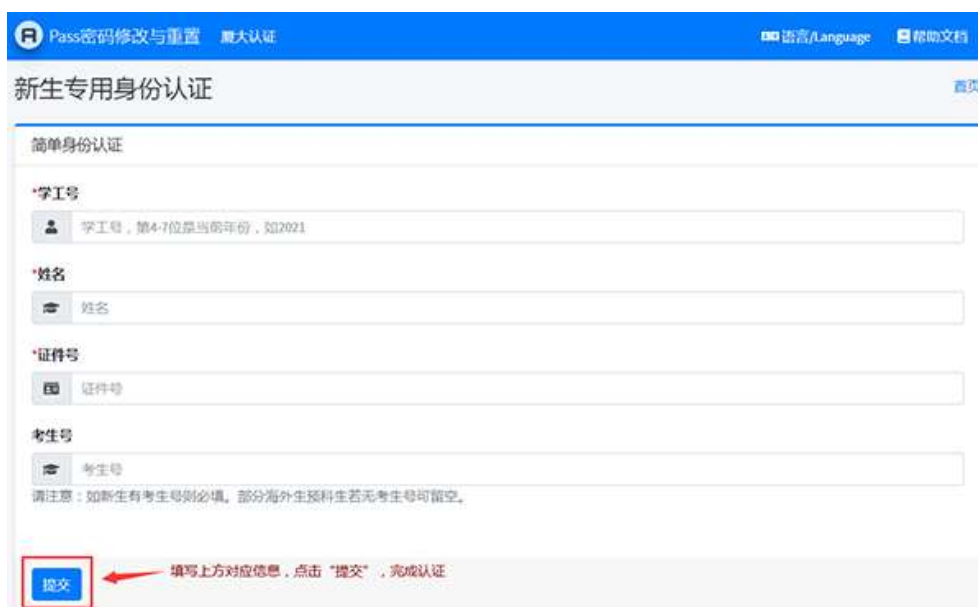 Pass密码修改与重置 厦大认证 语言/Language 帮助文档
新生专用身份认证 首页
简单身份认证
*学工号
学工号，第4-7位是当前年份，如2021
*姓名
姓名
*证件号
证件号
考生号
考生号
请注意：如新生有考生号则必填。部分海外生预科生若无考生号可留空。
提交 填写上方对应信息，点击“提交”，完成认证